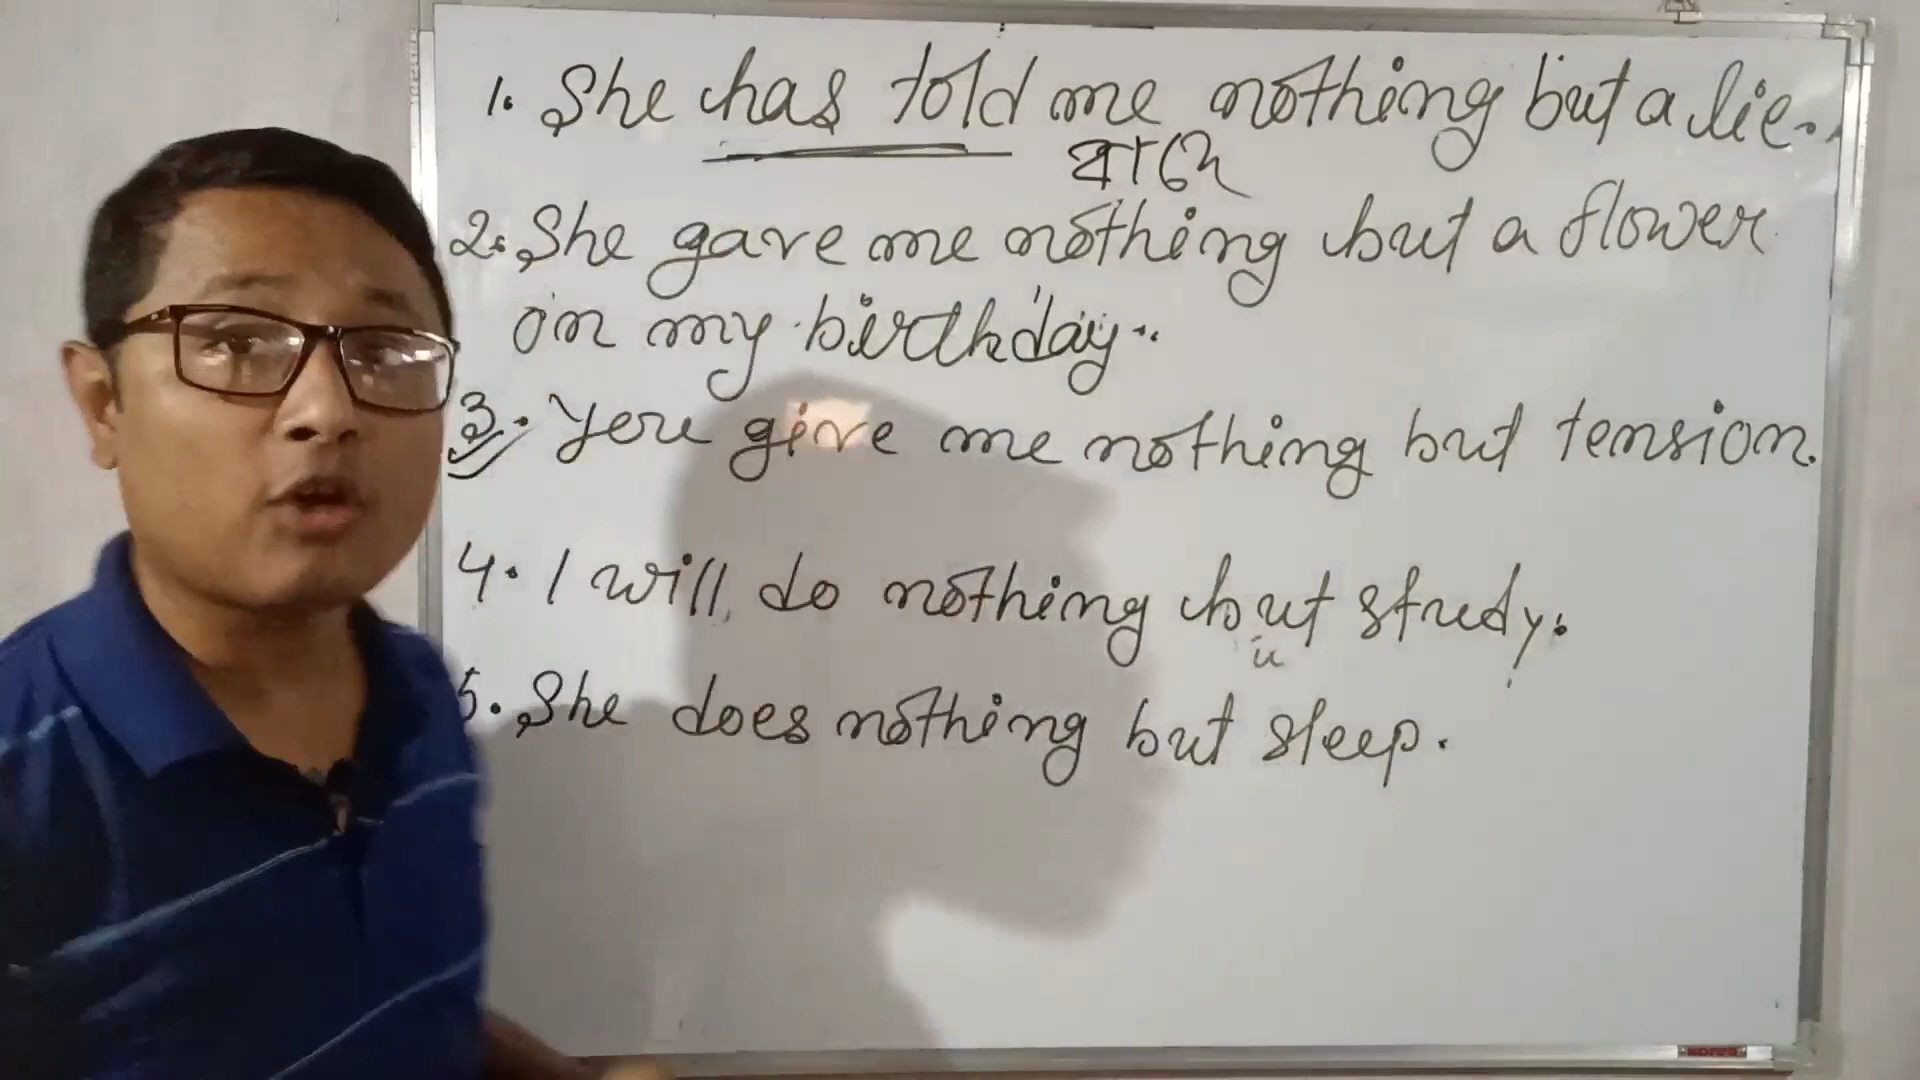 1. She has told me nothing but a lie.
2. She gave me nothing but a flower
on my birthday.
3. You give me nothing but tension.
4. I will do nothing but study.
5. She does nothing but sleep.